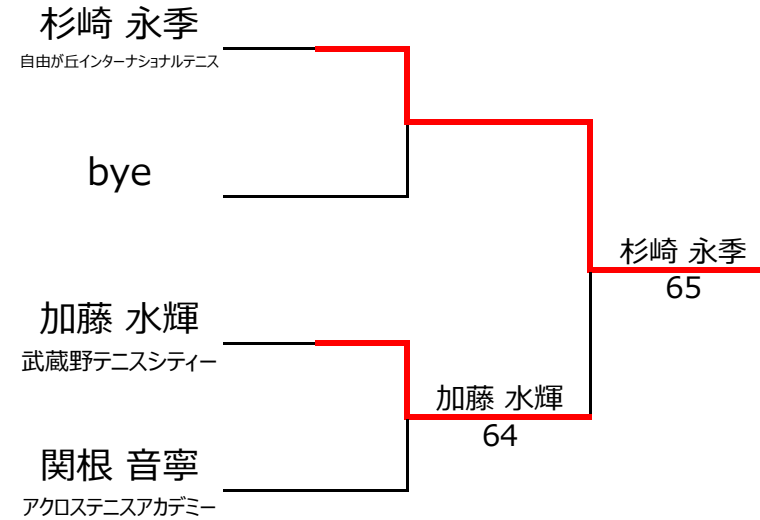 杉崎 永季
自由が丘インターナショナルテニス
bye
杉崎 永季
65
加藤 水輝
武蔵野テニスシティー
加藤 水輝
64
関根 音寧
アクロステニスアカデミー